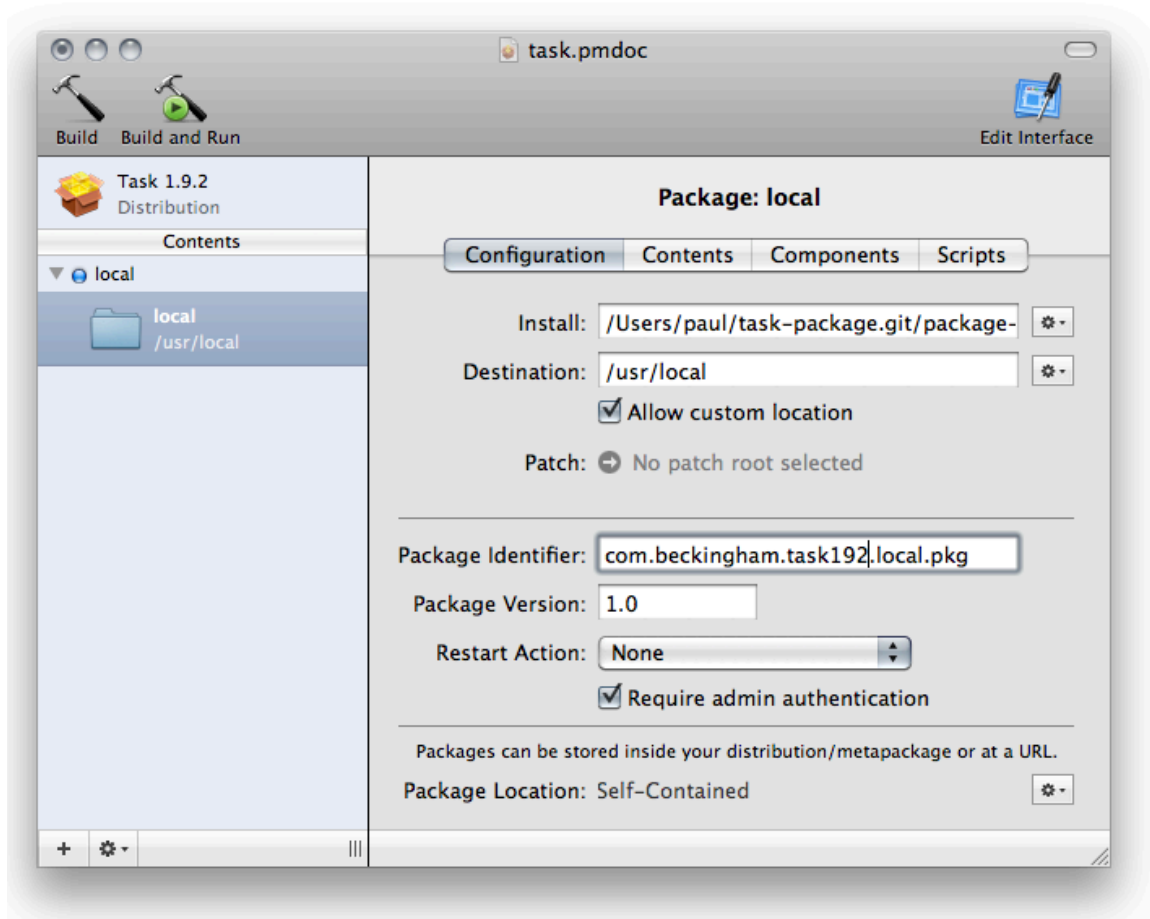 task.pmdoc
Build
Build and Run
Edit Interface
Task 1.9.2
Distribution
Contents
local
local
/usr/local
Package: local
Configuration Contents Components Scripts
Install: /Users/paul/task-package.git/package-
Destination: /usr/local
Allow custom location
Patch: No patch root selected
Package Identifier: com.beckingham.task192.local.pkg
Package Version: 1.0
Restart Action: None
Require admin authentication
Packages can be stored inside your distribution/metapackage or at a URL.
Package Location: Self-Contained